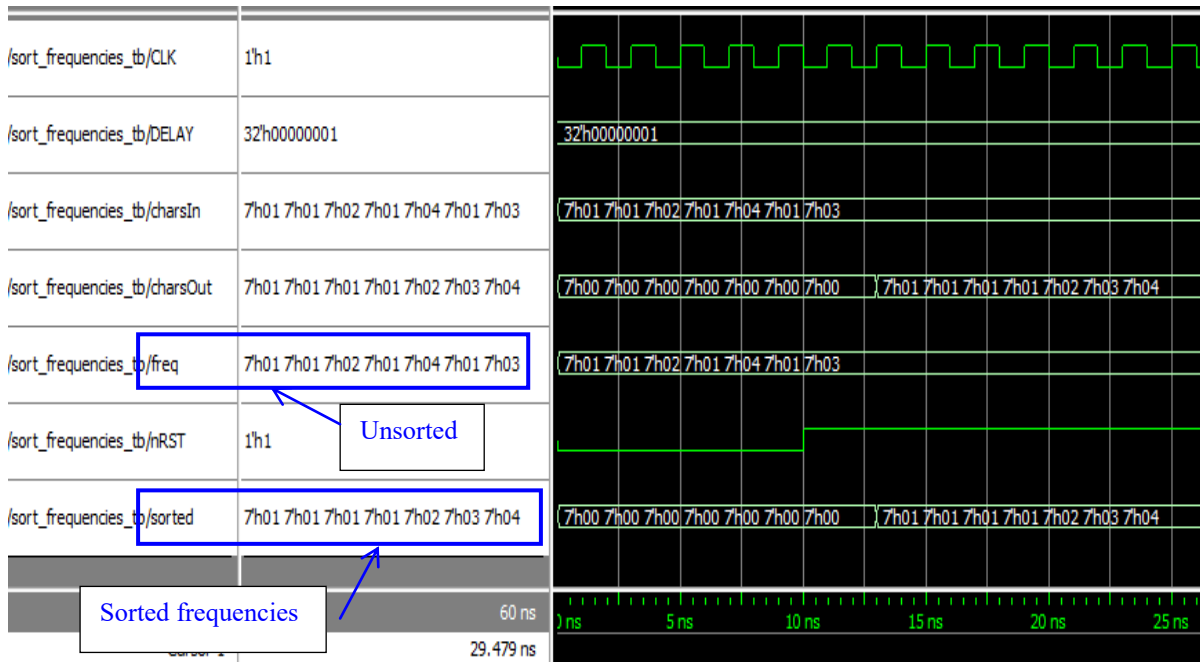 /sort_frequencies_tb/CLK 1'h1
/sort_frequencies_tb/DELAY 32'h00000001 32'h00000001
/sort_frequencies_tb/charsIn 7'h01 7'h01 7'h02 7'h01 7'h04 7'h01 7'h03 7'h01 7'h01 7'h02 7'h01 7'h04 7'h01 7'h03
/sort_frequencies_tb/charsOut 7'h01 7'h01 7'h01 7'h01 7'h02 7'h03 7'h04 7'h00 7'h00 7'h00 7'h00 7'h00 7'h00 7'h00 7'h01 7'h01 7'h01 7'h01 7'h02 7'h03 7'h04
/sort_frequencies_tb/freq 7'h01 7'h01 7'h02 7'h01 7'h04 7'h01 7'h03 7'h01 7'h01 7'h02 7'h01 7'h04 7'h01 7'h03
Unsorted
/sort_frequencies_tb/nRST 1'h1
/sort_frequencies_tb/sorted 7'h01 7'h01 7'h01 7'h01 7'h02 7'h03 7'h04 7'h00 7'h00 7'h00 7'h00 7'h00 7'h00 7'h00 7'h01 7'h01 7'h01 7'h01 7'h02 7'h03 7'h04
Sorted frequencies
60 ns ns 5 ns 10 ns 15 ns 20 ns 25 ns
29.479 ns